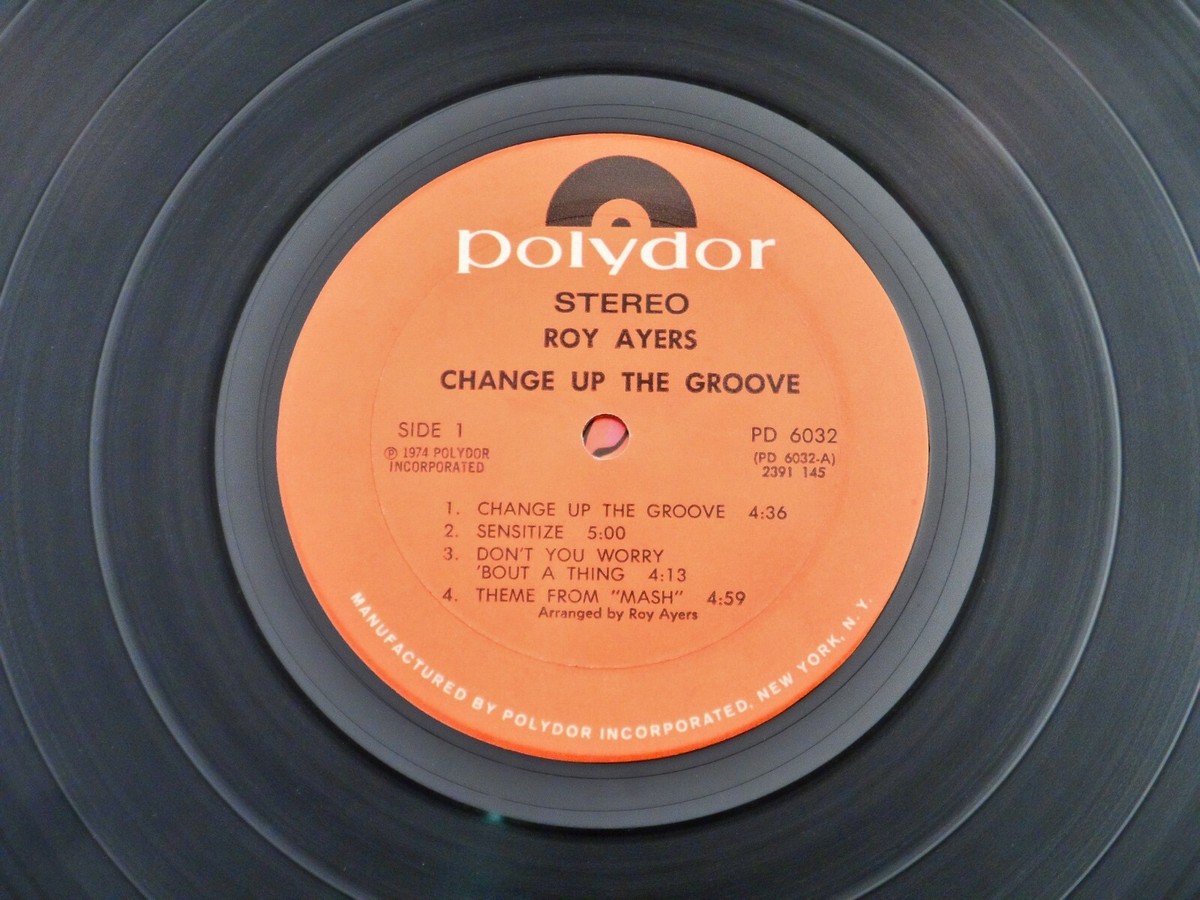 polydor
STEREO
ROY AYERS
CHANGE UP THE GROOVE
SIDE 1
℗ 1974 POLYDOR
INCORPORATED
PD 6032
(PD 6032-A)
2391 145
1. CHANGE UP THE GROOVE 4:36
2. SENSITIZE 5:00
3. DON'T YOU WORRY
'BOUT A THING 4:13
4. THEME FROM "MASH" 4:59
Arranged by Roy Ayers
MANUFACTURED BY POLYDOR INCORPORATED, NEW YORK, N. Y.